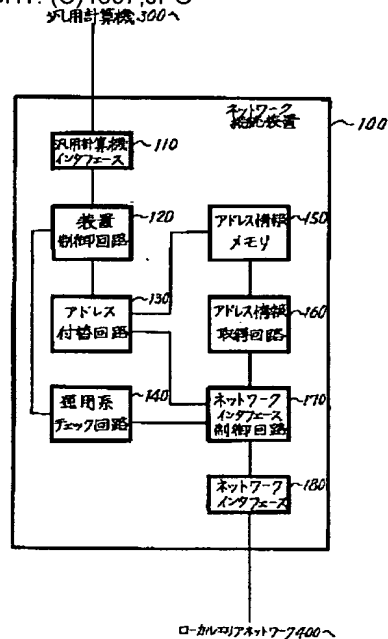 (C)1997,JPO
汎用計算機300へ
ネットワーク
接続装置
100
汎用計算機
インタフェース
110
装置
制御回路
120
アドレス情報
メモリ
150
アドレス
付替回路
130
アドレス情報
取得回路
160
運用系
チェック回路
140
ネットワーク
インタフェース
制御回路
170
ネットワーク
インタフェース
180
ローカルエリアネットワーク400へ